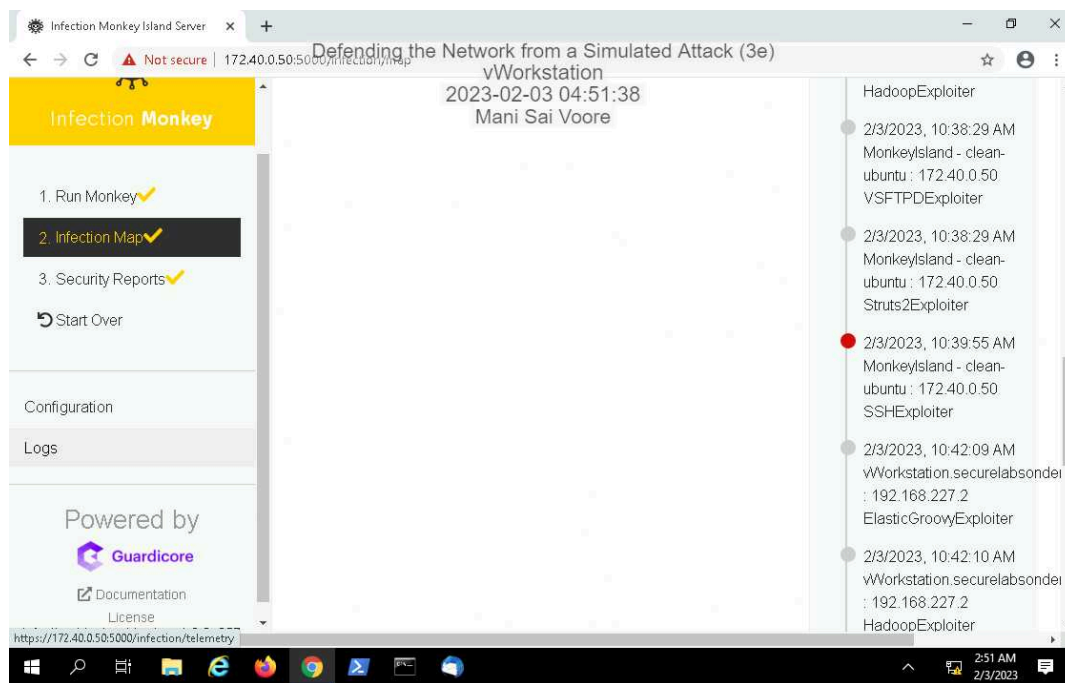 Infection Monkey Island Server
Not secure | 172.40.0.50:5000/infection/map
Defending the Network from a Simulated Attack (3e)
vWorkstation
2023-02-03 04:51:38
Mani Sai Voore
Infection Monkey
1. Run Monkey
2. Infection Map
3. Security Reports
Start Over
Configuration
Logs
Powered by
Guardicore
Documentation
License
https://172.40.0.50:5000/infection/telemetry
HadoopExploiter
2/3/2023, 10:38:29 AM
MonkeyIsland - clean-
ubuntu : 172.40.0.50
VSFTPDExploiter
2/3/2023, 10:38:29 AM
MonkeyIsland - clean-
ubuntu : 172.40.0.50
Struts2Exploiter
2/3/2023, 10:39:55 AM
MonkeyIsland - clean-
ubuntu : 172.40.0.50
SSHExploiter
2/3/2023, 10:42:09 AM
vWorkstation.securelabsonde
: 192.168.227.2
ElasticGroovyExploiter
2/3/2023, 10:42:10 AM
vWorkstation.securelabsonde
: 192.168.227.2
HadoopExploiter
2:51 AM
2/3/2023